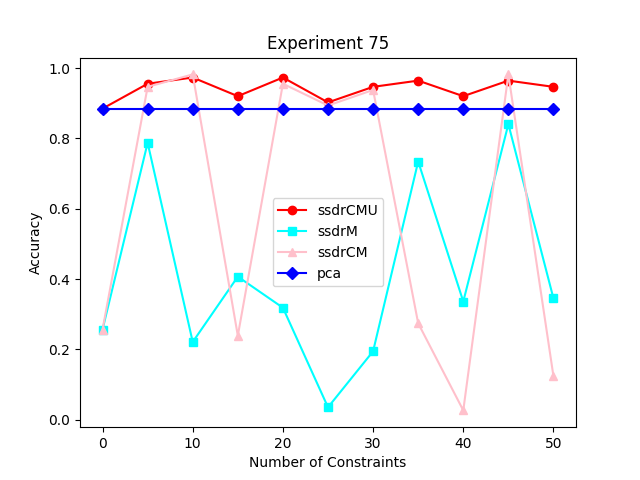 Experiment 75
1.0
0.8
0.6
0.4
0.2
0.0
Accuracy
ssdrCMU
ssdrM
ssdrCM
pca
0 10 20 30 40 50
Number of Constraints